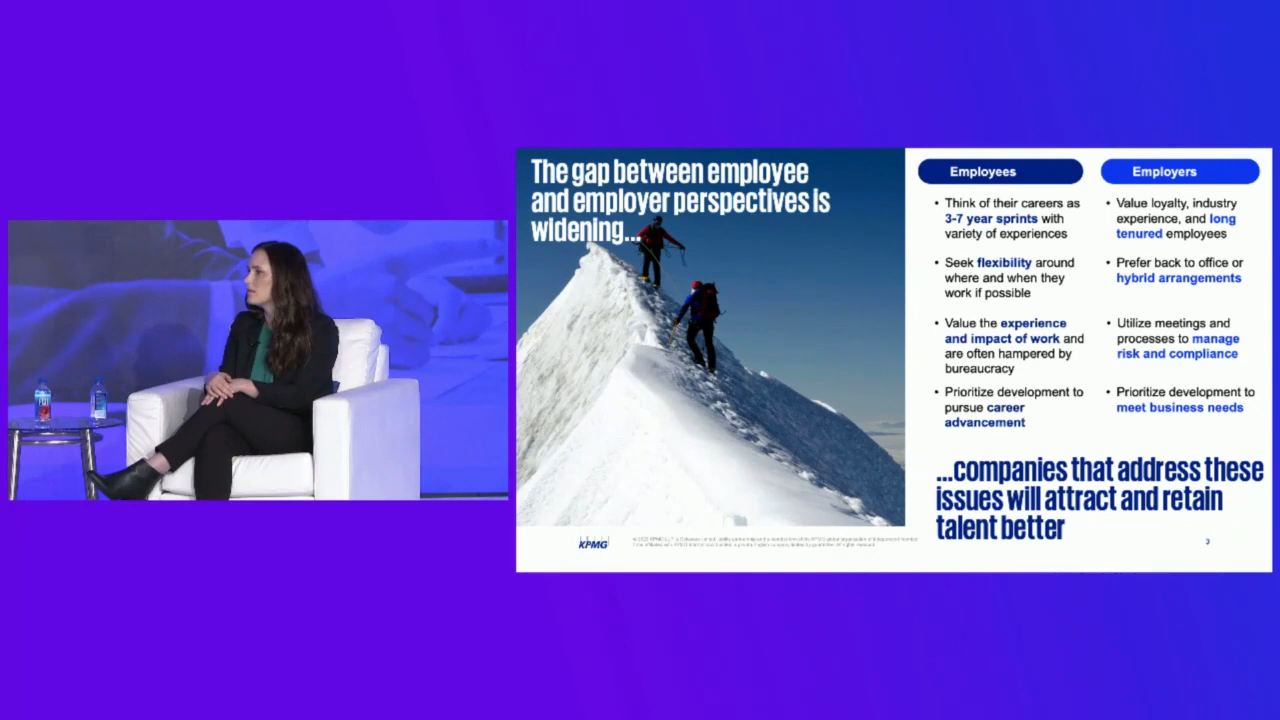 The gap between employee
and employer perspectives is
widening...
Employees
• Think of their careers as
3-7 year sprints with
variety of experiences
• Seek flexibility around
where and when they
work if possible
• Value the experience
and impact of work and
are often hampered by
bureaucracy
• Prioritize development to
pursue career
advancement
Employers
• Value loyalty, industry
experience, and long
tenured employees
• Prefer back to office or
hybrid arrangements
• Utilize meetings and
processes to manage
risk and compliance
• Prioritize development to
meet business needs
...companies that address these
issues will attract and retain
talent better
KPMG
3
FIJI